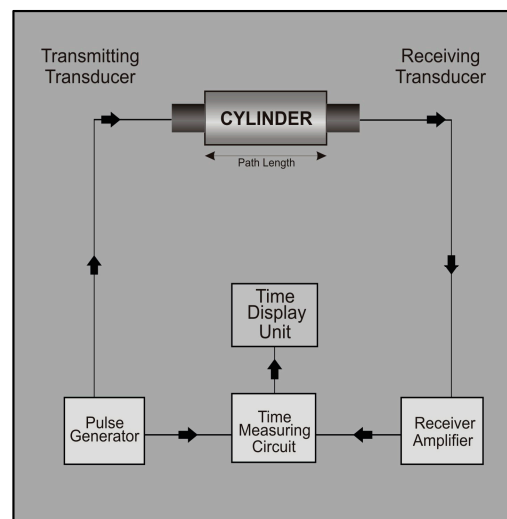 Transmitting
Transducer
Receiving
Transducer
CYLINDER
Path Length
Time
Display
Unit
Pulse
Generator
Time
Measuring
Circuit
Receiver
Amplifier